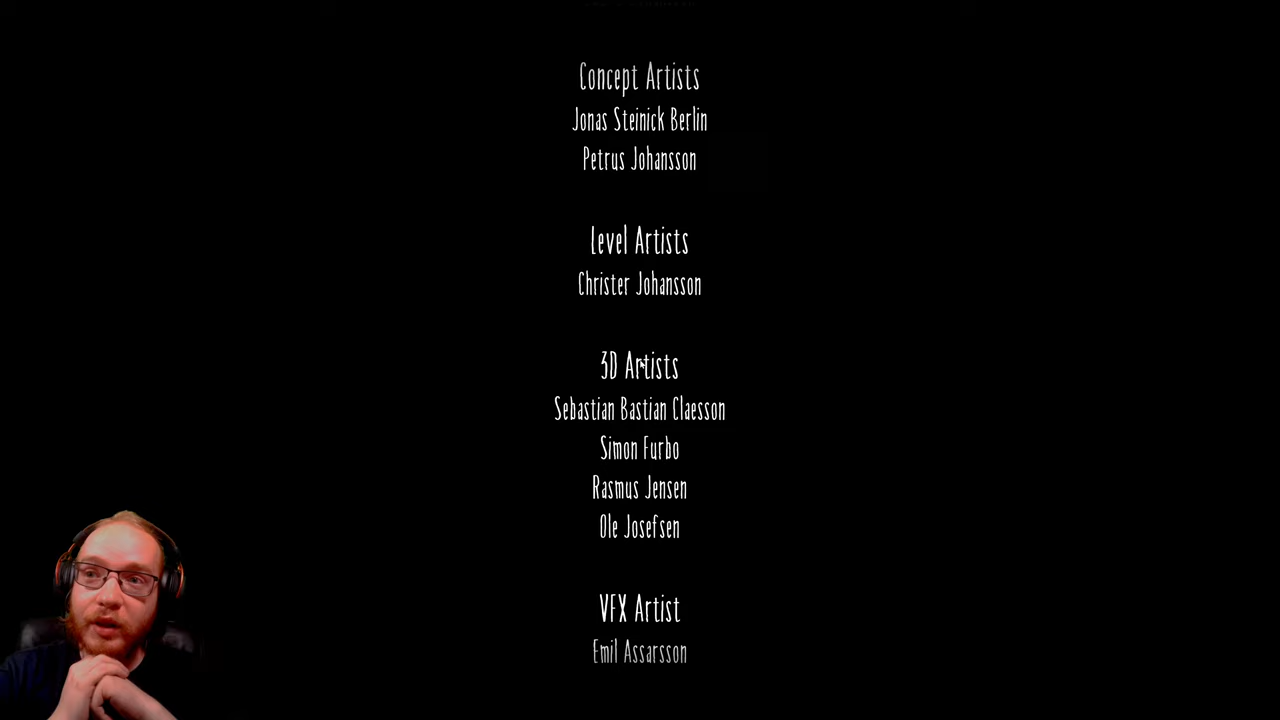 Concept Artists
Jonas Steinick Berlin
Petrus Johansson
Level Artists
Christer Johansson
3D Artists
Sebastian Bastian Claesson
Simon Furbo
Rasmus Jensen
Ole Josefsen
VFX Artist
Emil Assarsson